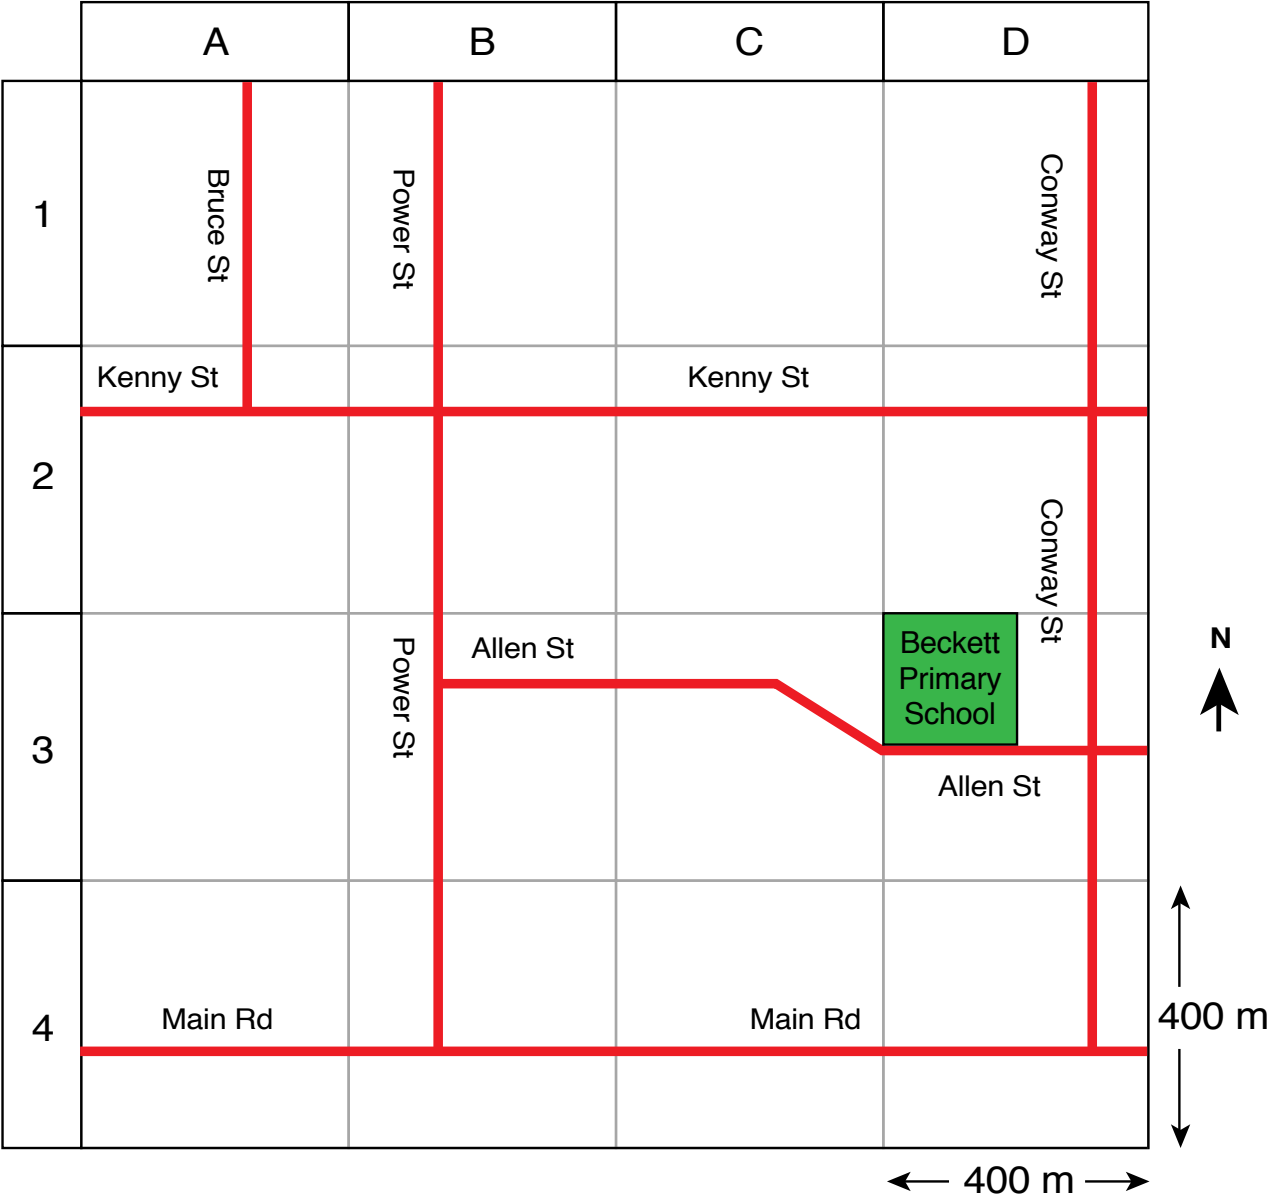 A
B
C
D
1
Bruce St
Power St
Conway St
Kenny St
Kenny St
2
Conway St
3
Power St
Allen St
Beckett
Primary
School
Allen St
N
4
Main Rd
Main Rd
400 m
400 m